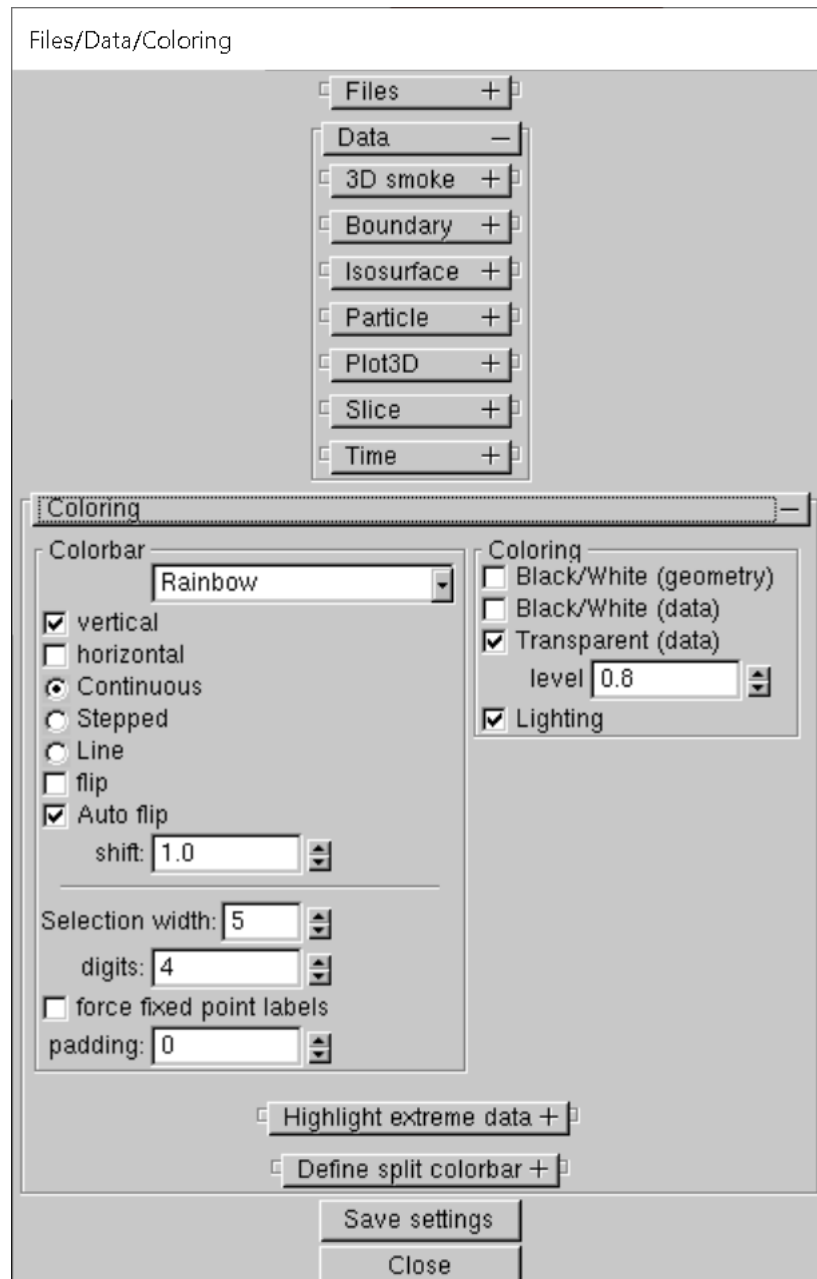 Files/Data/Coloring
Files +
Data –
3D smoke +
Boundary +
Isosurface +
Particle +
Plot3D +
Slice +
Time +
Coloring –
Colorbar
Rainbow
vertical
horizontal
Continuous
Stepped
Line
flip
Auto flip
shift: 1.0
Selection width: 5
digits: 4
force fixed point labels
padding: 0
Coloring
Black/White (geometry)
Black/White (data)
Transparent (data)
level 0.8
Lighting
Highlight extreme data +
Define split colorbar +
Save settings
Close